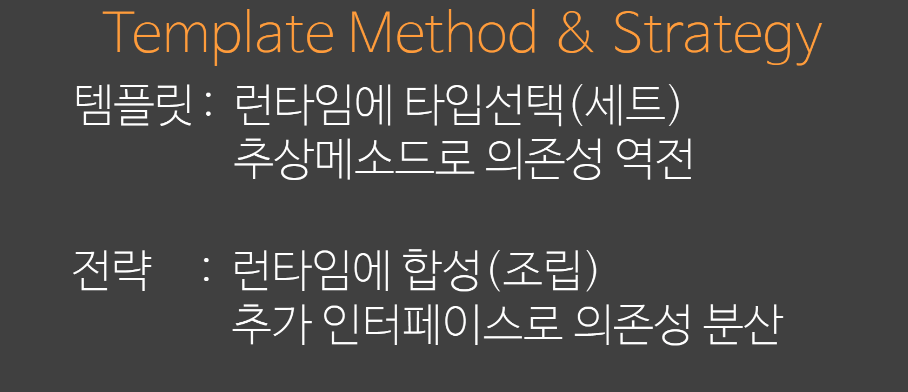 Template Method & Strategy
템플릿 : 런타임에 타입선택(세트)
추상메소드로 의존성 역전
전략 : 런타임에 합성(조립)
추가 인터페이스로 의존성 분산